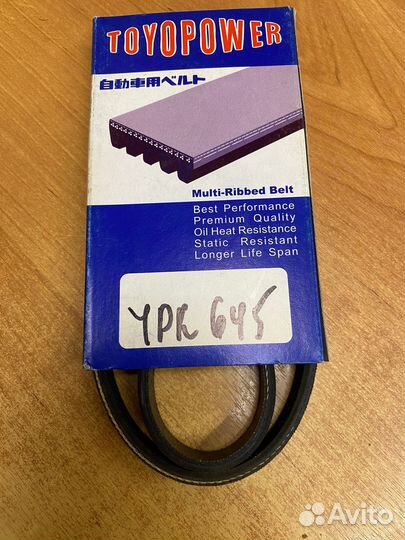 TOYOPOWER
自動車用ベルト
Multi-Ribbed Belt
Best Performance
Premium Quality
Oil Heat Resistance
Static Resistant
Longer Life Span
4PK 645
Avito